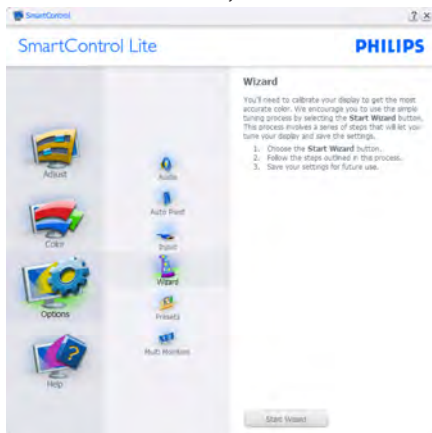 SmartControl
? x
SmartControl Lite
PHILIPS
Wizard
You'll need to calibrate your display to get the most
accurate color. We encourage you to use the simple
tuning process by selecting the Start Wizard button.
This process involves a series of steps that will let you
tune your display and save the settings.
1. Choose the Start Wizard button.
2. Follow the steps outlined in this process.
3. Save your settings for future use.
Adjust
Color
Options
Help
Audio
Auto Pivot
Input
Wizard
Presets
Multi Monitors
Start Wizard